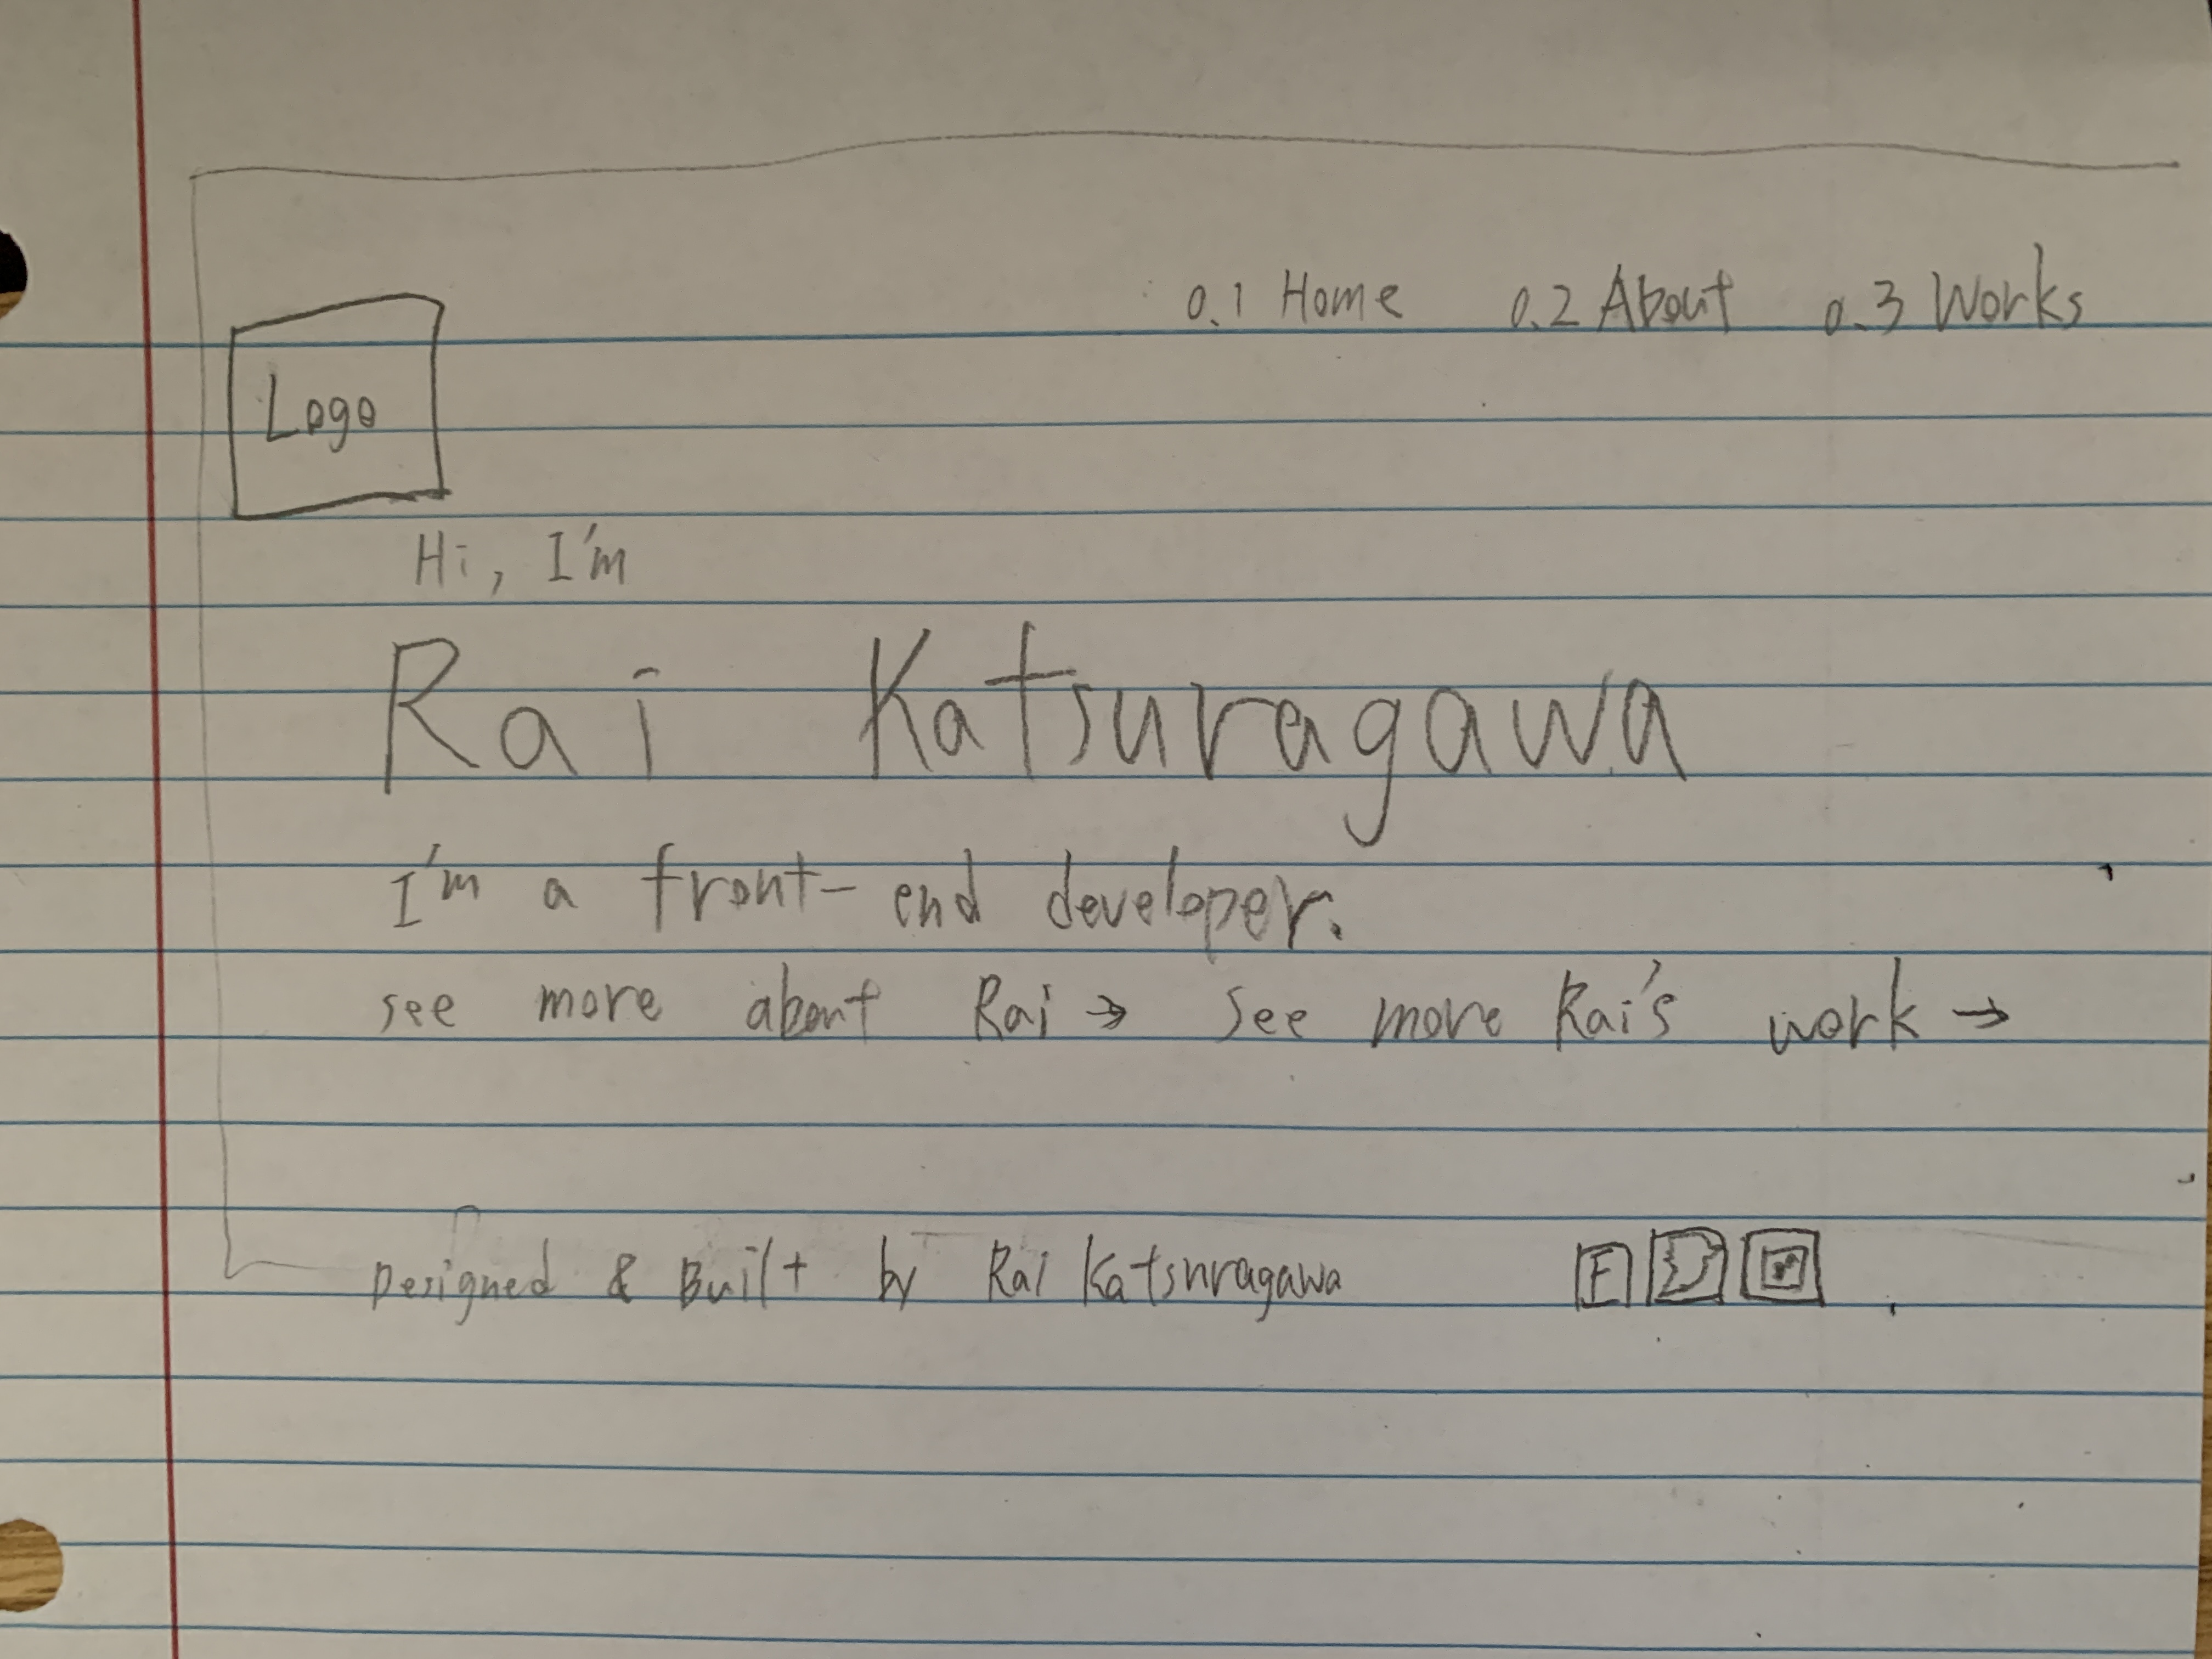 0.1 Home 0.2 About 0.3 Works
Logo
Hi, I'm
Rai Katsuragawa
I'm a front-end developer.
see more about Rai → See more Rai's work →
Designed & Built by Rai Katsuragawa F